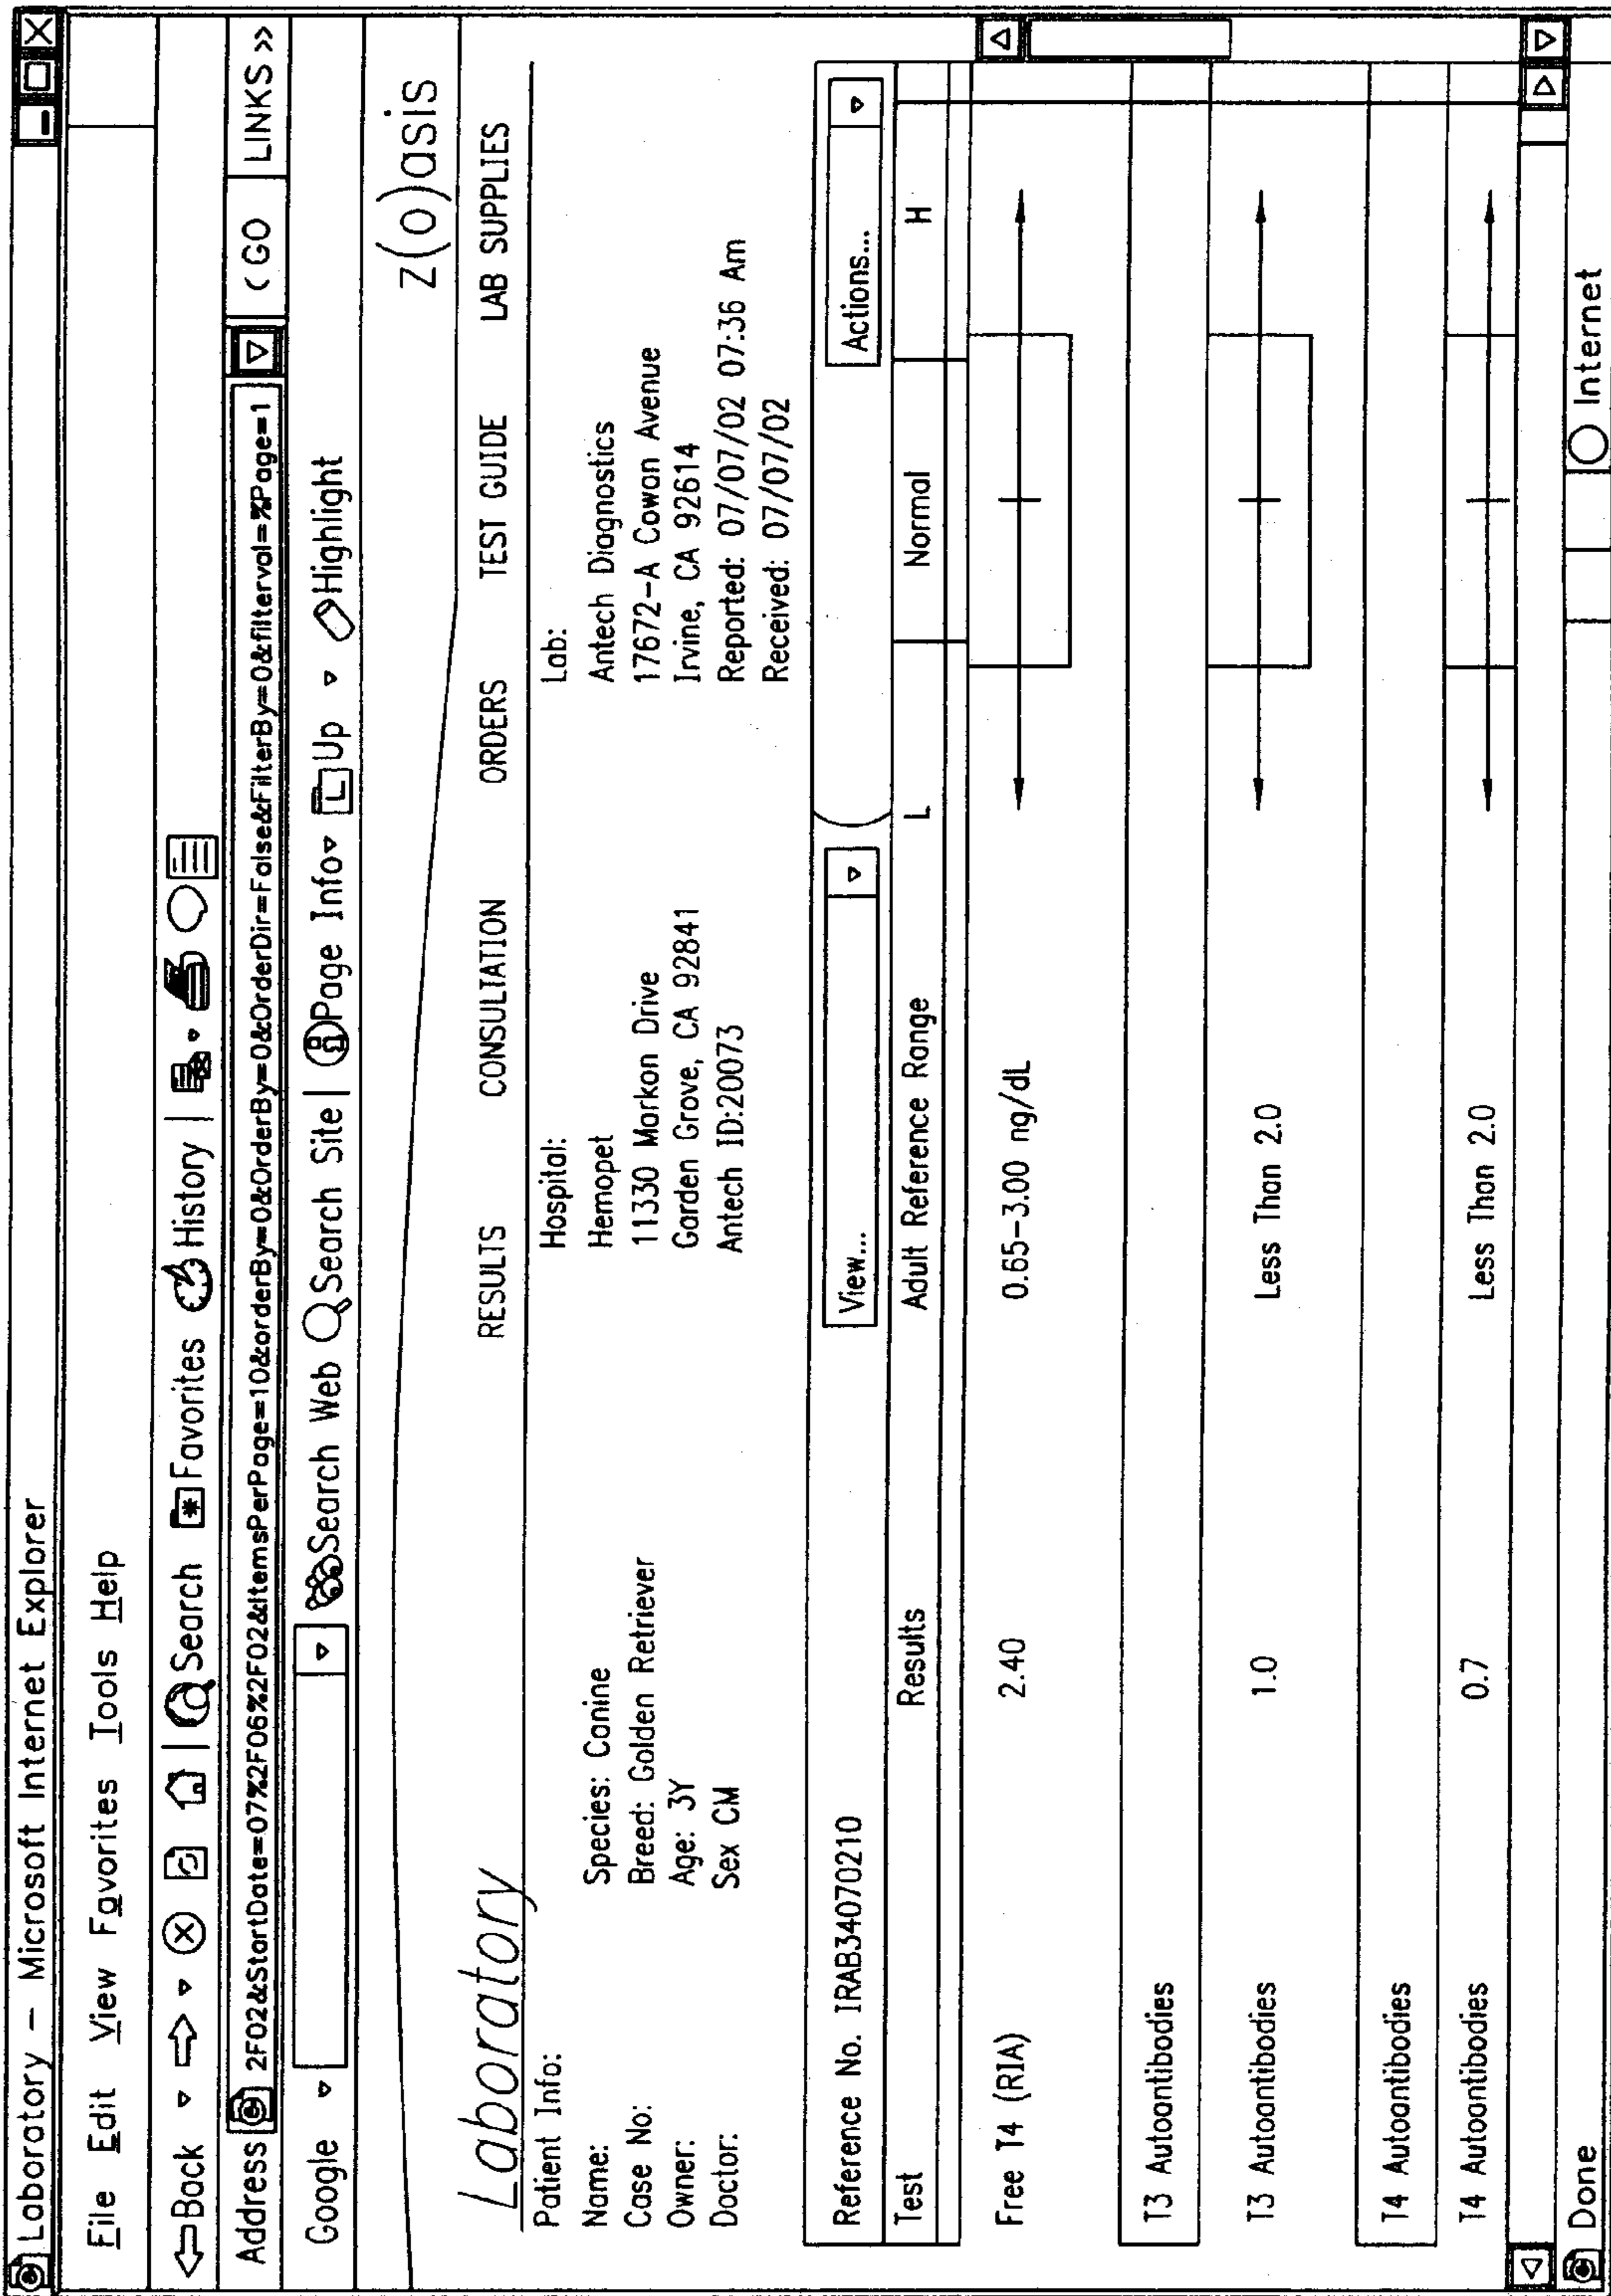 Laboratory – Microsoft Internet Explorer
File Edit View Favorites Tools Help
Back Search Favorites History
Address 2F02&StartDate=07%2F06%2F02&ItemsPerPage=10&orderBy=0&OrderBy=0&OrderDir=False&FilterBy=0&filterval=%Page=1 GO LINKS »
Google Search Web Search Site Page Info Up Highlight
z(o)asis
Laboratory RESULTS CONSULTATION ORDERS TEST GUIDE LAB SUPPLIES
Patient Info: Hospital: Lab:
Name: Species: Canine Hemopet Antech Diagnostics
Case No: Breed: Golden Retriever 11330 Markon Drive 17672-A Cowan Avenue
Owner: Age: 3Y Garden Grove, CA 92841 Irvine, CA 92614
Doctor: Sex CM Antech ID:20073 Reported: 07/07/02 07:36 Am
Received: 07/07/02
Reference No. IRAB34070210 View... Actions...
Test Results Adult Reference Range L Normal H
Free T4 (RIA) 2.40 0.65-3.00 ng/dL
T3 Autoantibodies
T3 Autoantibodies 1.0 Less Than 2.0
T4 Autoantibodies
T4 Autoantibodies 0.7 Less Than 2.0
Done Internet